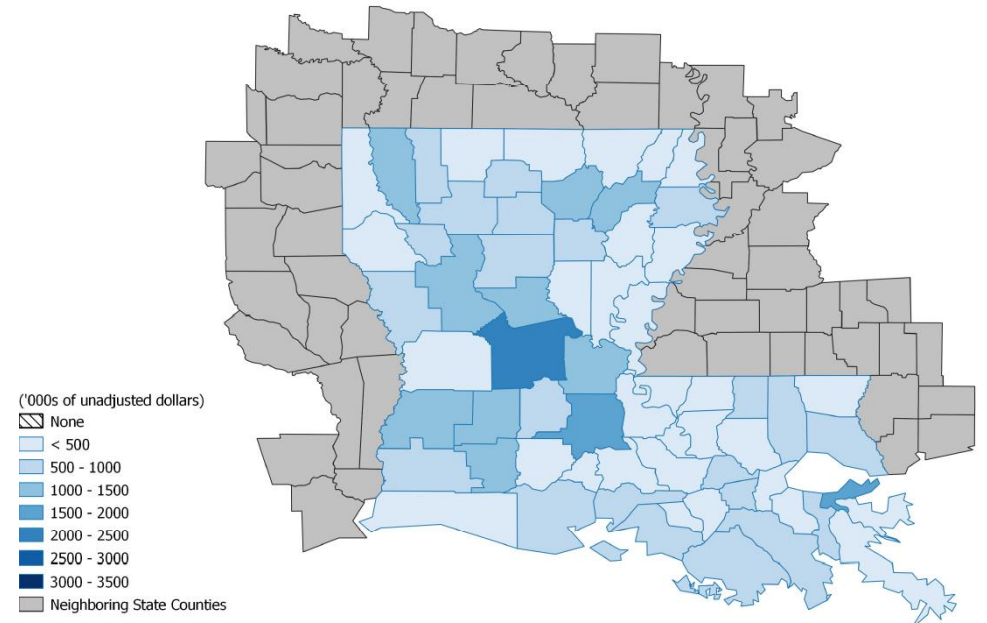 ('000s of unadjusted dollars)
None
< 500
500 - 1000
1000 - 1500
1500 - 2000
2000 - 2500
2500 - 3000
3000 - 3500
Neighboring State Counties